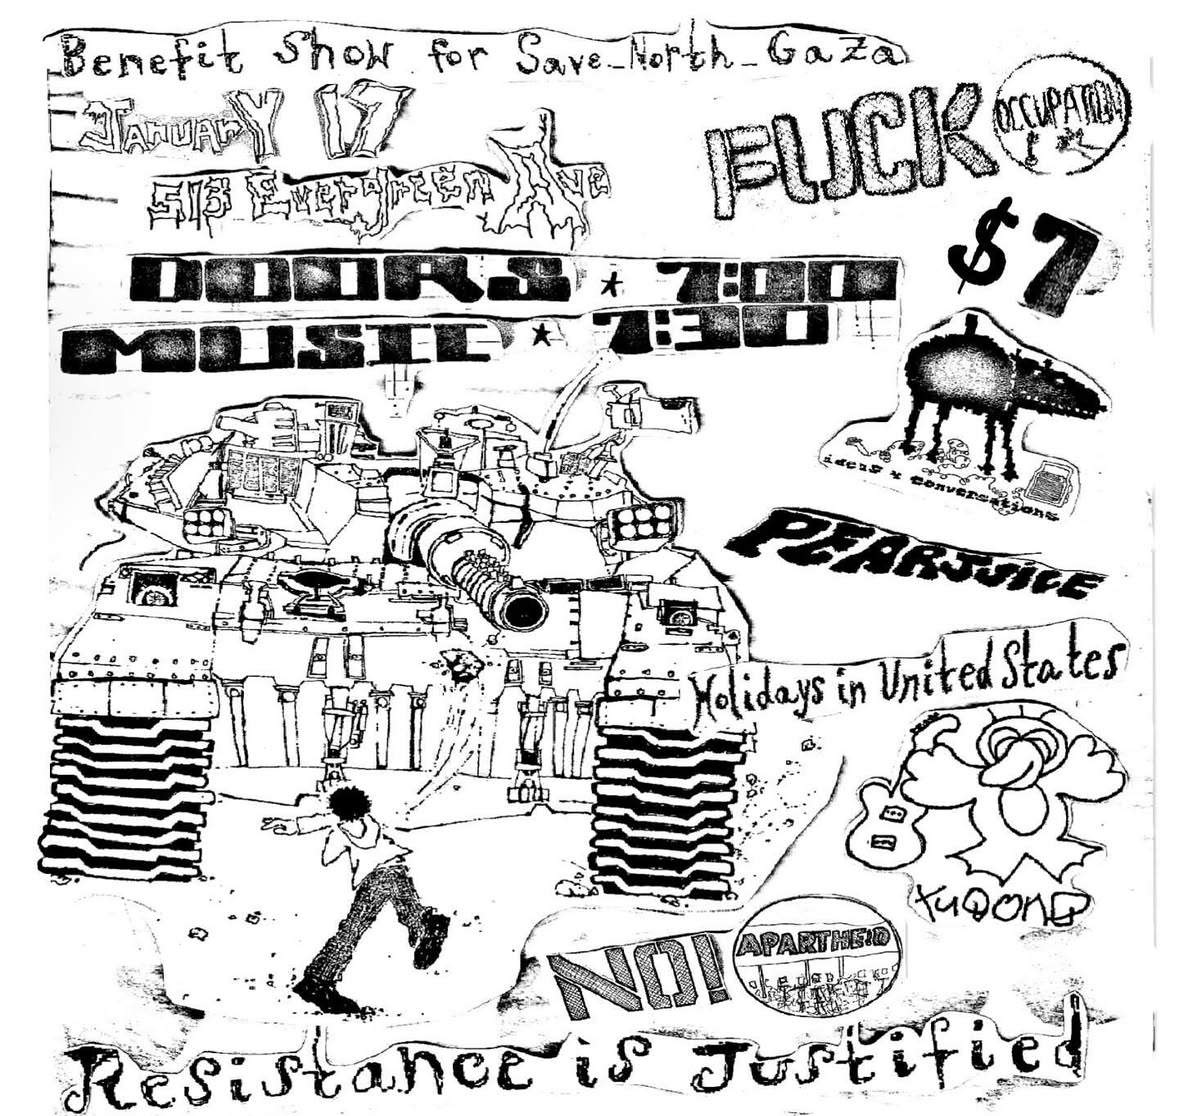 Benefit Show for Save_North_Gaza
January 17
513 Evergreen Ave
FUCK OCCUPATION
$7
DOORS ★ 7:00
MUSIC ★ 7:30
ideas x conversations
PEARJUICE
Holidays in United States
XUQONG
NO! APARTHEID
Resistance is Justified